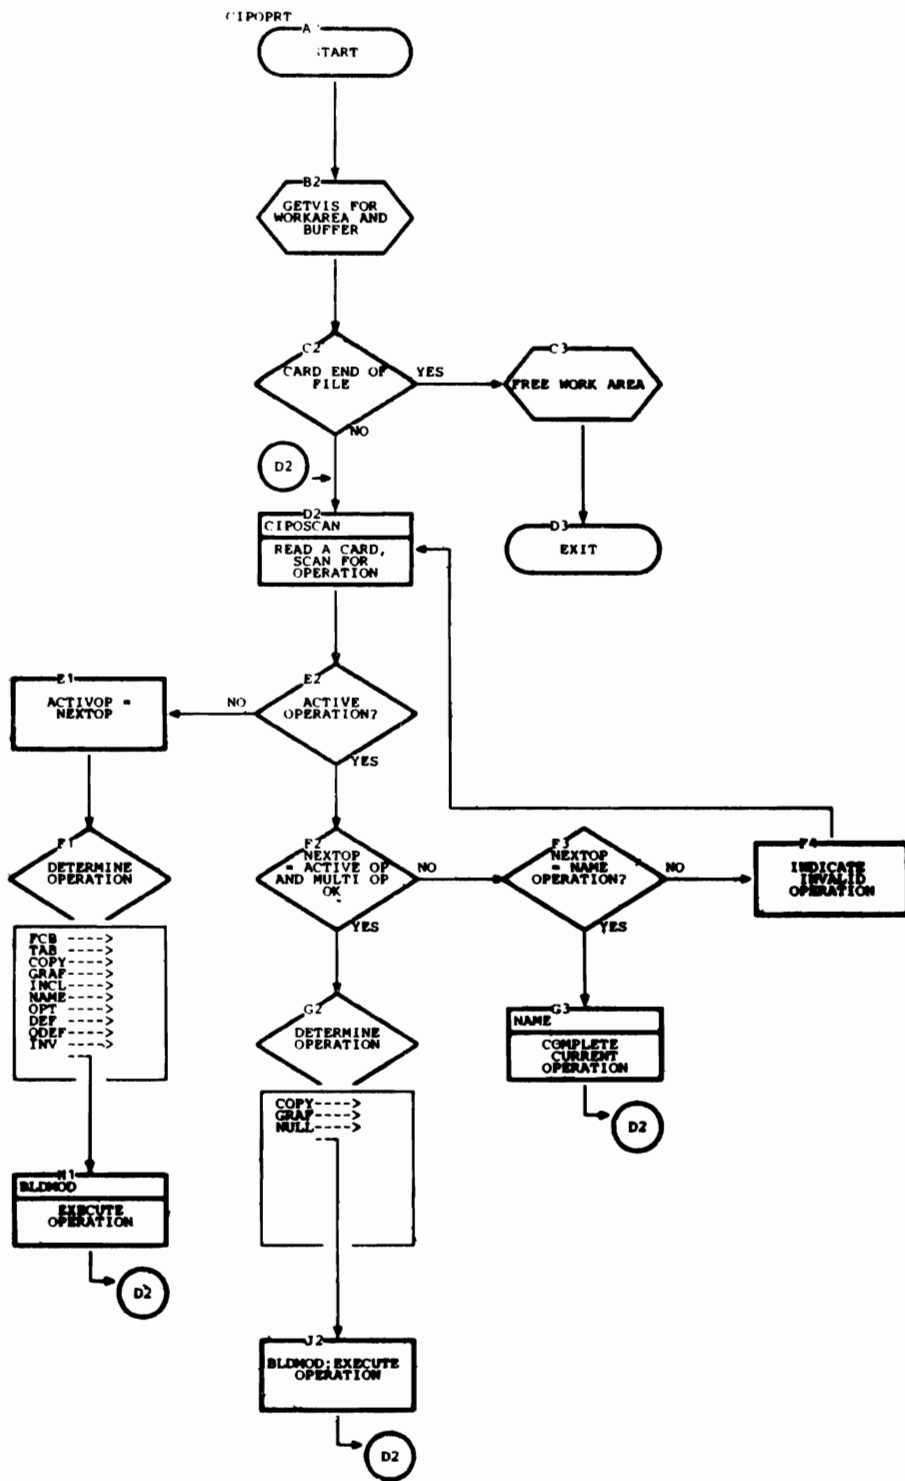 CIPOPRT
A
START
B2
GETVIS FOR
WORKAREA AND
BUFFER
C2
CARD END OF
FILE
YES
NO
C3
FREE WORK AREA
D3
EXIT
D2
D2
CIPOSCAN
READ A CARD,
SCAN FOR
OPERATION
E2
ACTIVE
OPERATION?
NO
YES
E1
ACTIVOP =
NEXTOP
F1
DETERMINE
OPERATION
FCB ---->
TAB ---->
COPY---->
GRAF---->
INCL---->
NAME---->
OPT ---->
DEF ---->
QDEF---->
INV ---->
F2
NEXTOP
= ACTIVE OP
AND MULTI OP
OK
NO
YES
F3
NEXTOP
= NAME
OPERATION?
NO
YES
F4
INDICATE
INVALID
OPERATION
G2
DETERMINE
OPERATION
COPY---->
GRAF---->
NULL---->
G3
NAME
COMPLETE
CURRENT
OPERATION
D2
BLDMOD
EXECUTE
OPERATION
D2
J2
BLDMOD;EXECUTE
OPERATION
D2